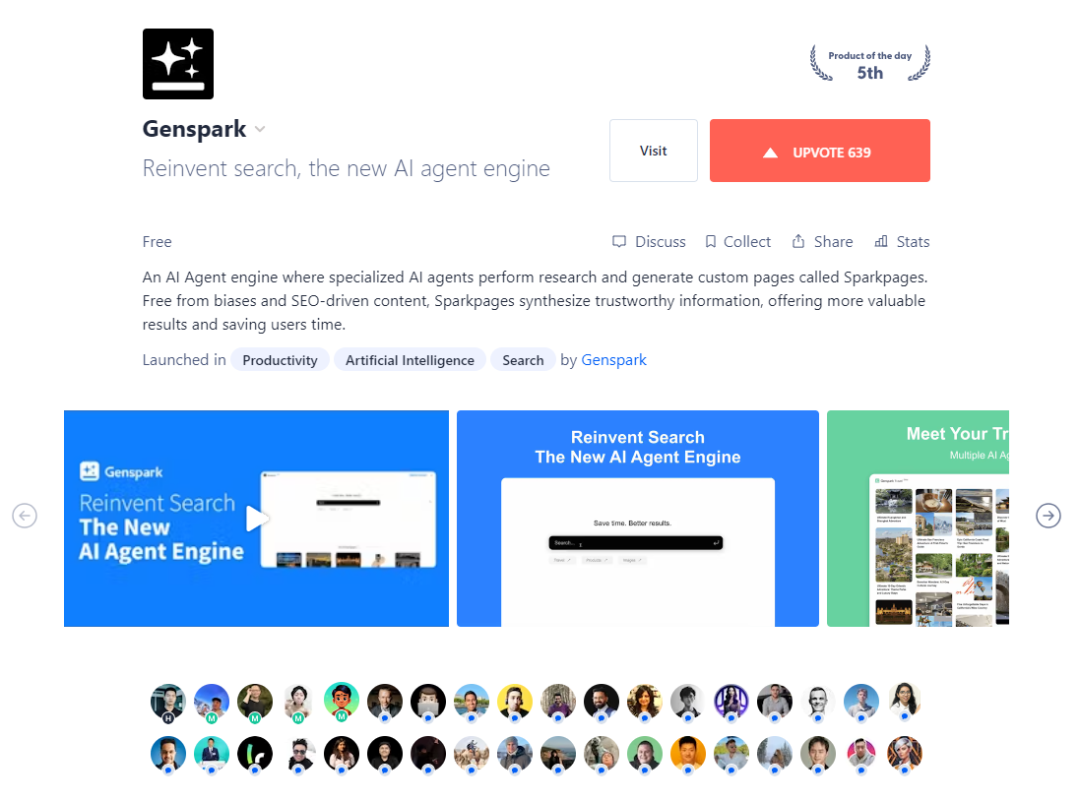 Product of the day
5th
Genspark
Reinvent search, the new AI agent engine
Visit
UPVOTE 639
Free
Discuss Collect Share Stats
An AI Agent engine where specialized AI agents perform research and generate custom pages called Sparkpages.
Free from biases and SEO-driven content, Sparkpages synthesize trustworthy information, offering more valuable
results and saving users time.
Launched in Productivity Artificial Intelligence Search by Genspark
Genspark
Reinvent Search
The New
AI Agent Engine
Reinvent Search
The New AI Agent Engine
Save time. Better results.
Search...
Meet Your Tr
Multiple AI Ag
H M M M M